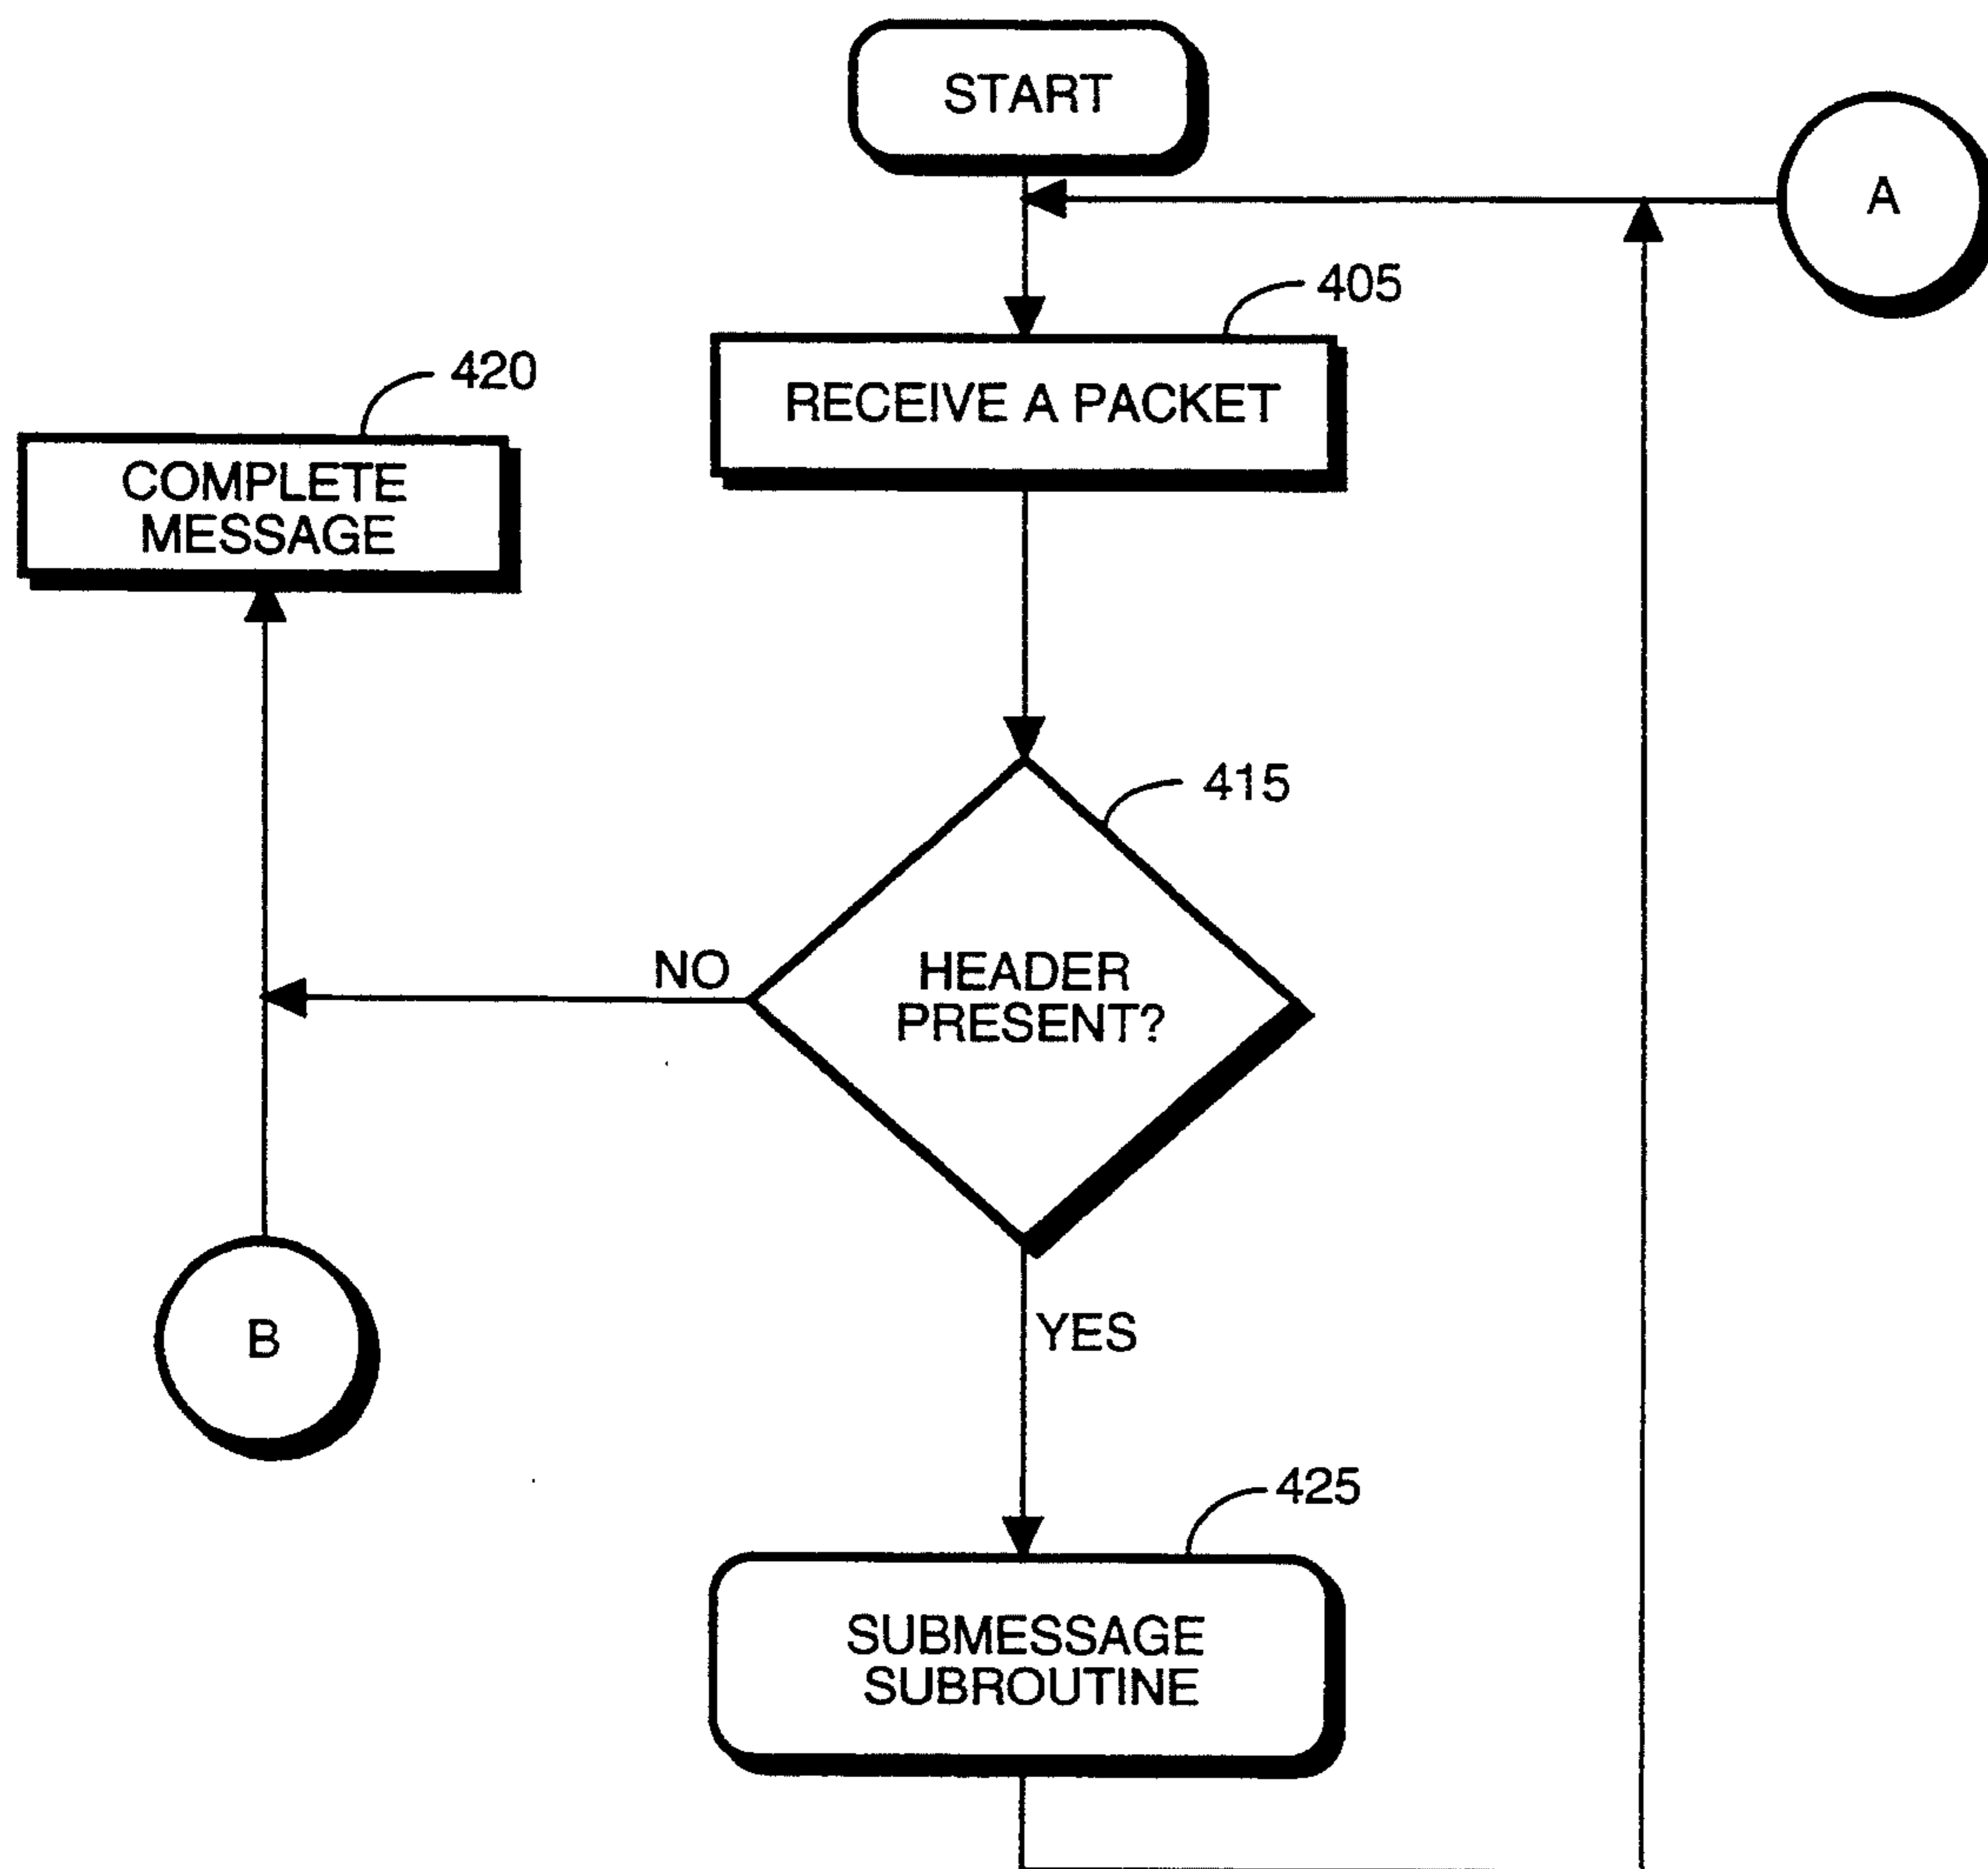 START
A
405
RECEIVE A PACKET
420
COMPLETE
MESSAGE
415
HEADER
PRESENT?
NO
YES
B
425
SUBMESSAGE
SUBROUTINE